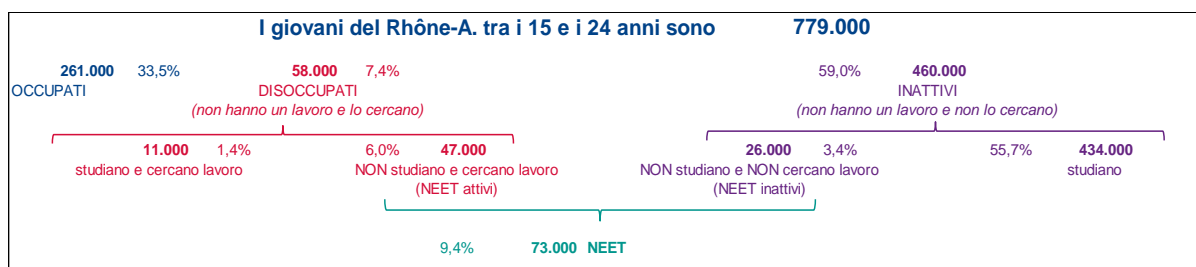 I giovani del Rhône-A. tra i 15 e i 24 anni sono 779.000
261.000 33,5% 58.000 7,4% 59,0% 460.000
OCCUPATI DISOCCUPATI INATTIVI
(non hanno un lavoro e lo cercano) (non hanno un lavoro e non lo cercano)
11.000 1,4% 6,0% 47.000 26.000 3,4% 55,7% 434.000
studiano e cercano lavoro NON studiano e cercano lavoro NON studiano e NON cercano lavoro studiano
(NEET attivi) (NEET inattivi)
9,4% 73.000 NEET